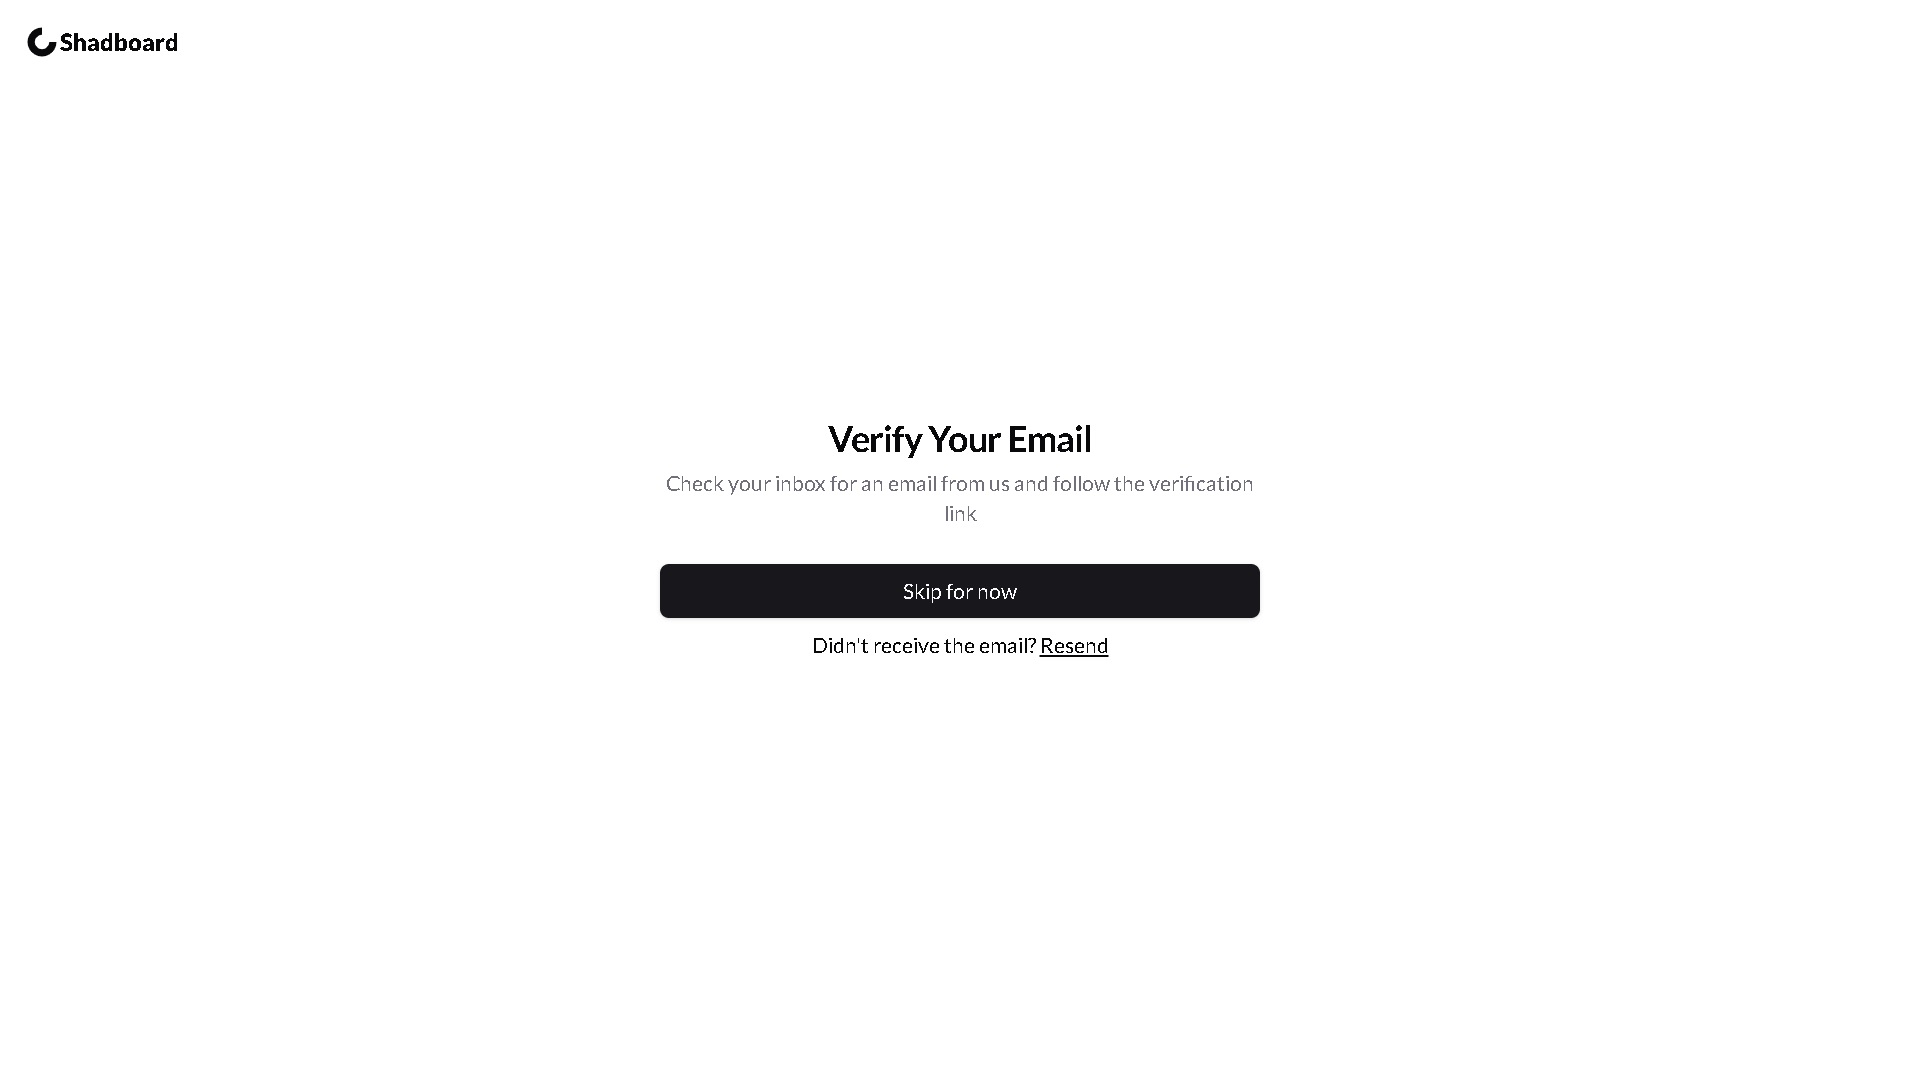 Shadboard
Verify Your Email
Check your inbox for an email from us and follow the verification
link
Skip for now
Didn't receive the email? Resend